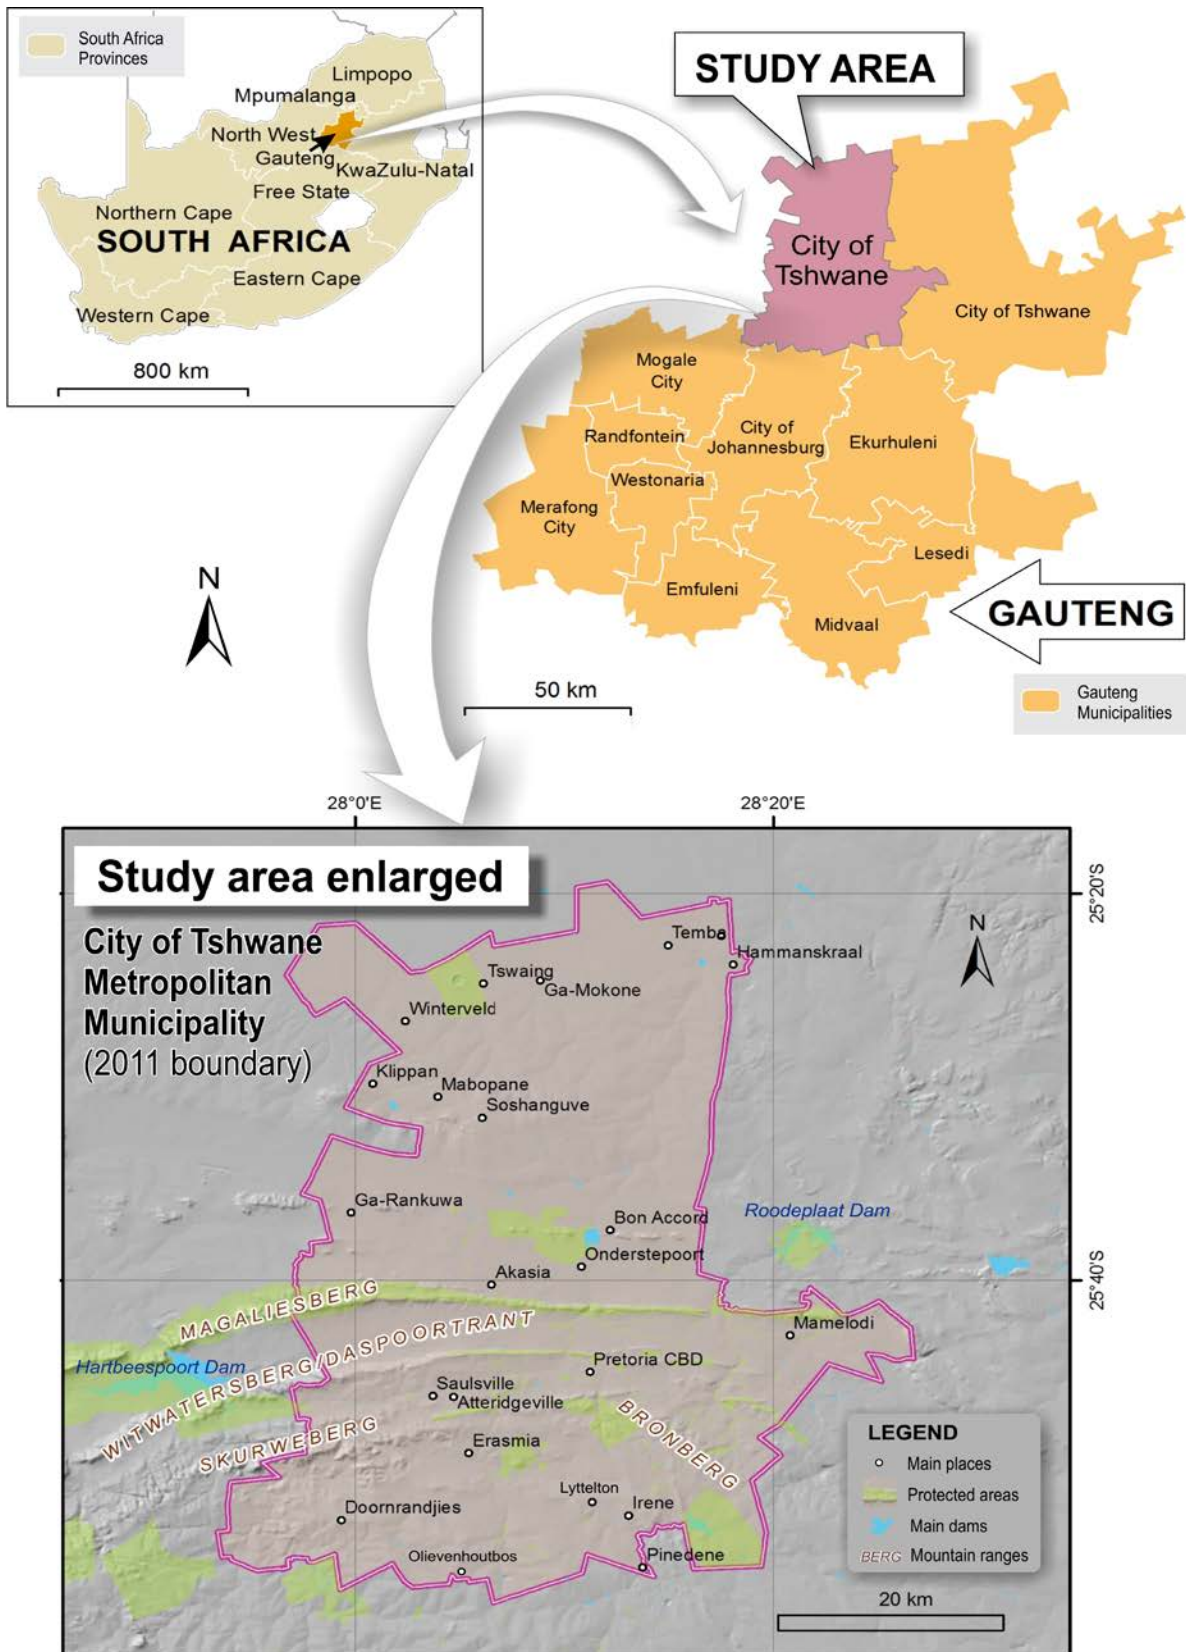 South Africa
Provinces
Limpopo
Mpumalanga
North West
Gauteng
KwaZulu-Natal
Free State
Northern Cape
SOUTH AFRICA
Eastern Cape
Western Cape
800 km
STUDY AREA
City of
Tshwane
City of Tshwane
Mogale
City
Randfontein
City of
Johannesburg
Ekurhuleni
Westonaria
Merafong
City
Lesedi
Emfuleni
Midvaal
GAUTENG
N
50 km
Gauteng
Municipalities
28°0'E
28°20'E
Study area enlarged
25°20'S
City of Tshwane
Metropolitan
Municipality
(2011 boundary)
N
Temba
Hammanskraal
Tswaing
Ga-Mokone
Winterveld
Klippan
Mabopane
Soshanguve
Ga-Rankuwa
Bon Accord
Roodeplaat Dam
Onderstepoort
Akasia
25°40'S
MAGALIESBERG
Mamelodi
WITWATERSBERG/DASPOORTRANT
Hartbeespoort Dam
Pretoria CBD
Saulsville
Atteridgeville
BRONBERG
SKURWEBERG
Erasmia
Lyttelton
Irene
Doornrandjies
Olievenhoutbos
Pinedene
LEGEND
Main places
Protected areas
Main dams
BERG Mountain ranges
20 km